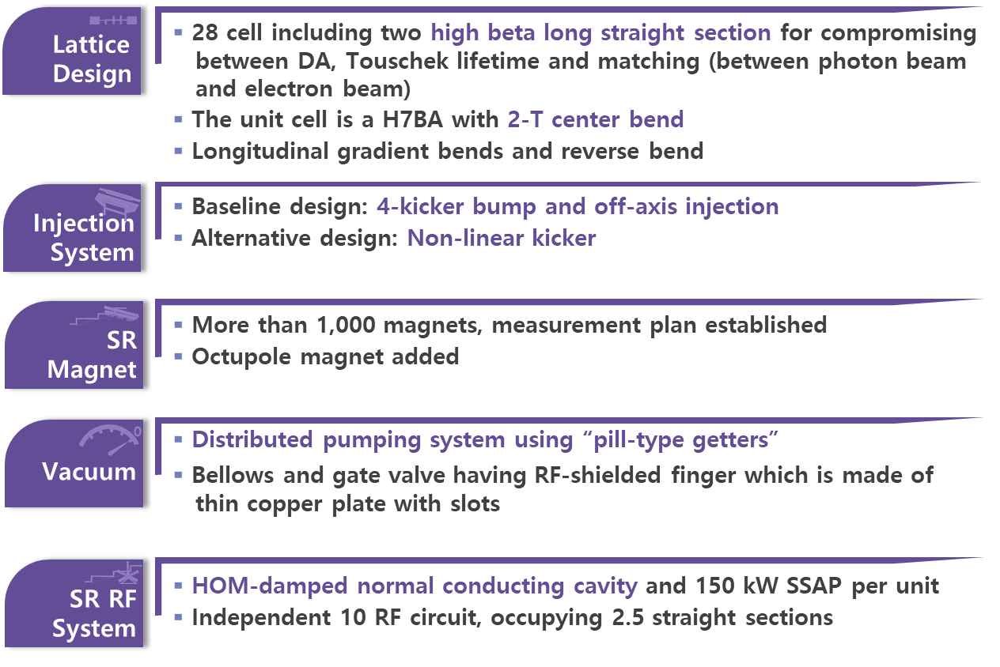 Lattice
Design
▪ 28 cell including two high beta long straight section for compromising
between DA, Touschek lifetime and matching (between photon beam
and electron beam)
▪ The unit cell is a H7BA with 2-T center bend
▪ Longitudinal gradient bends and reverse bend
Injection
System
▪ Baseline design: 4-kicker bump and off-axis injection
▪ Alternative design: Non-linear kicker
SR
Magnet
▪ More than 1,000 magnets, measurement plan established
▪ Octupole magnet added
Vacuum
▪ Distributed pumping system using “pill-type getters”
▪ Bellows and gate valve having RF-shielded finger which is made of
thin copper plate with slots
SR RF
System
▪ HOM-damped normal conducting cavity and 150 kW SSAP per unit
▪ Independent 10 RF circuit, occupying 2.5 straight sections